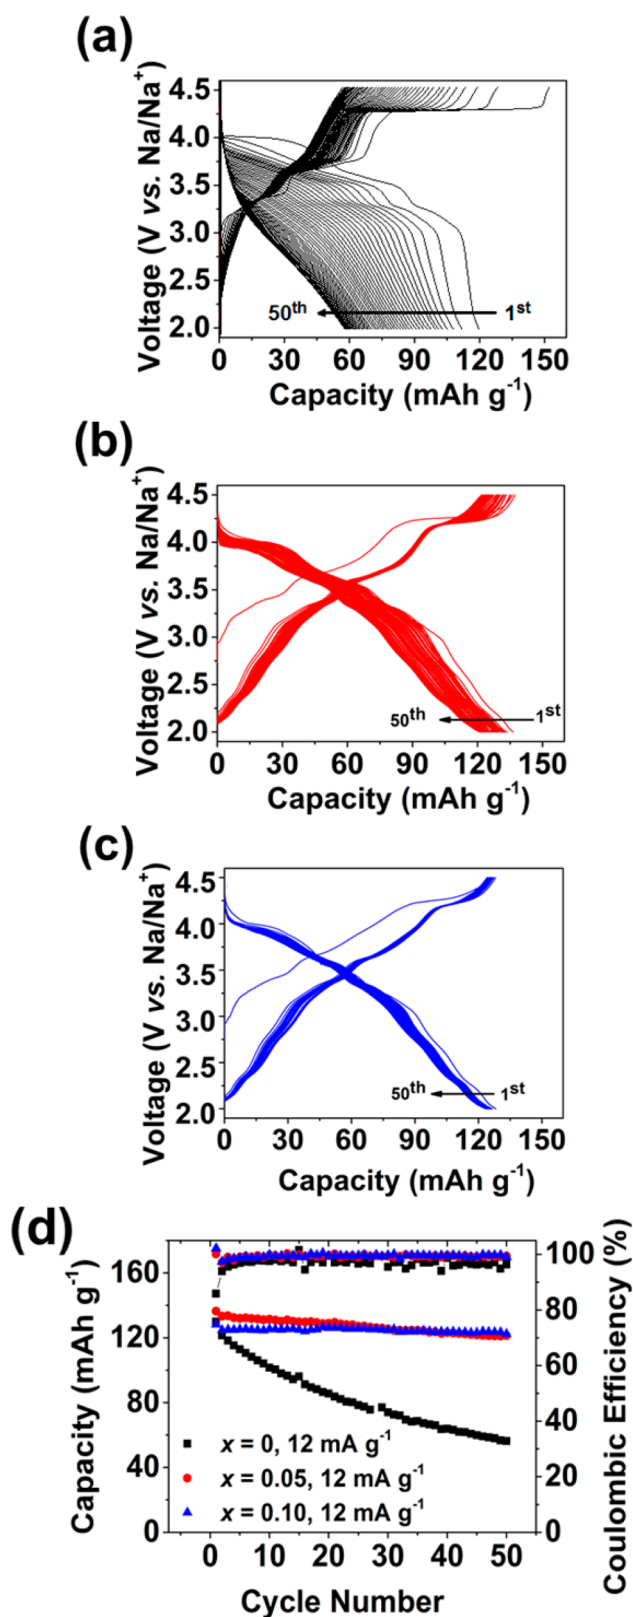 (a)
Voltage (V vs. Na/Na⁺)
4.5
4.0
3.5
3.0
2.5
2.0
50ᵗʰ 1ˢᵗ
0 30 60 90 120 150
Capacity (mAh g⁻¹)
(b)
Voltage (V vs. Na/Na⁺)
4.5
4.0
3.5
3.0
2.5
2.0
50ᵗʰ 1ˢᵗ
0 30 60 90 120 150
Capacity (mAh g⁻¹)
(c)
Voltage (V vs. Na/Na⁺)
4.5
4.0
3.5
3.0
2.5
2.0
50ᵗʰ 1ˢᵗ
0 30 60 90 120 150
Capacity (mAh g⁻¹)
(d)
Capacity (mAh g⁻¹)
160
120
80
40
0
x = 0, 12 mA g⁻¹
x = 0.05, 12 mA g⁻¹
x = 0.10, 12 mA g⁻¹
100
80
60
40
20
0
Coulombic Efficiency (%)
0 10 20 30 40 50
Cycle Number